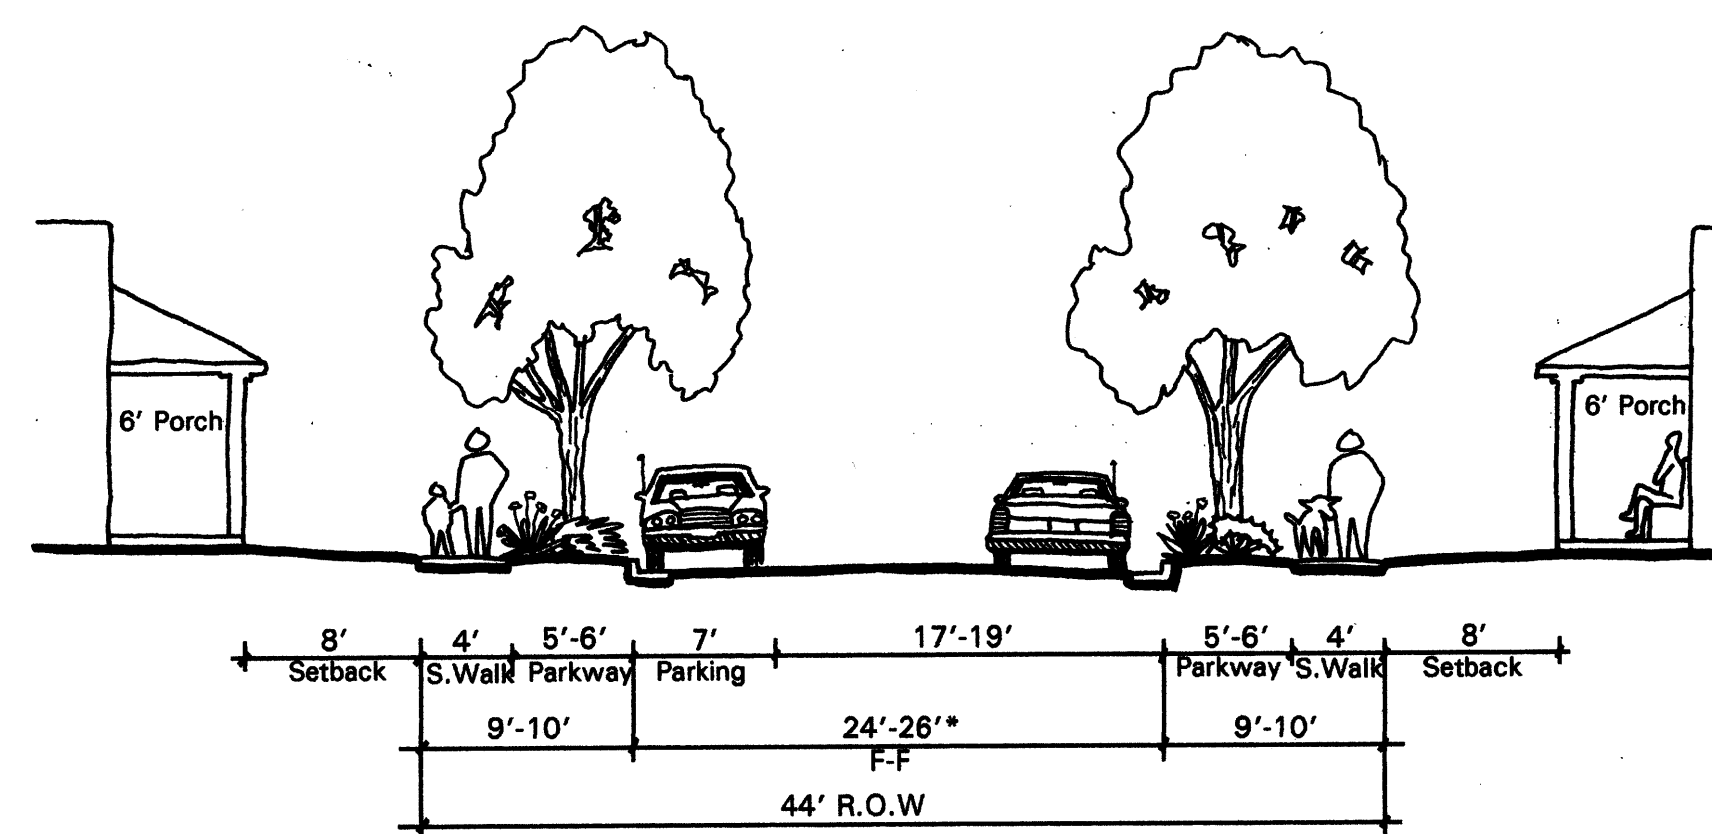 6' Porch
6' Porch
8' 4' 5'-6' 7' 17'-19' 5'-6' 4' 8'
Setback S.Walk Parkway Parking Parkway S.Walk Setback
9'-10' 24'-26'* 9'-10'
F-F
44' R.O.W